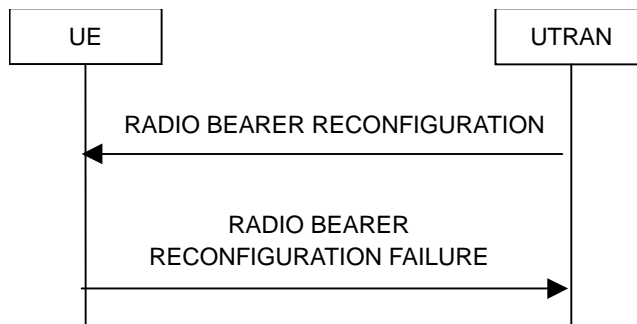 UE
UTRAN
RADIO BEARER RECONFIGURATION
RADIO BEARER
RECONFIGURATION FAILURE